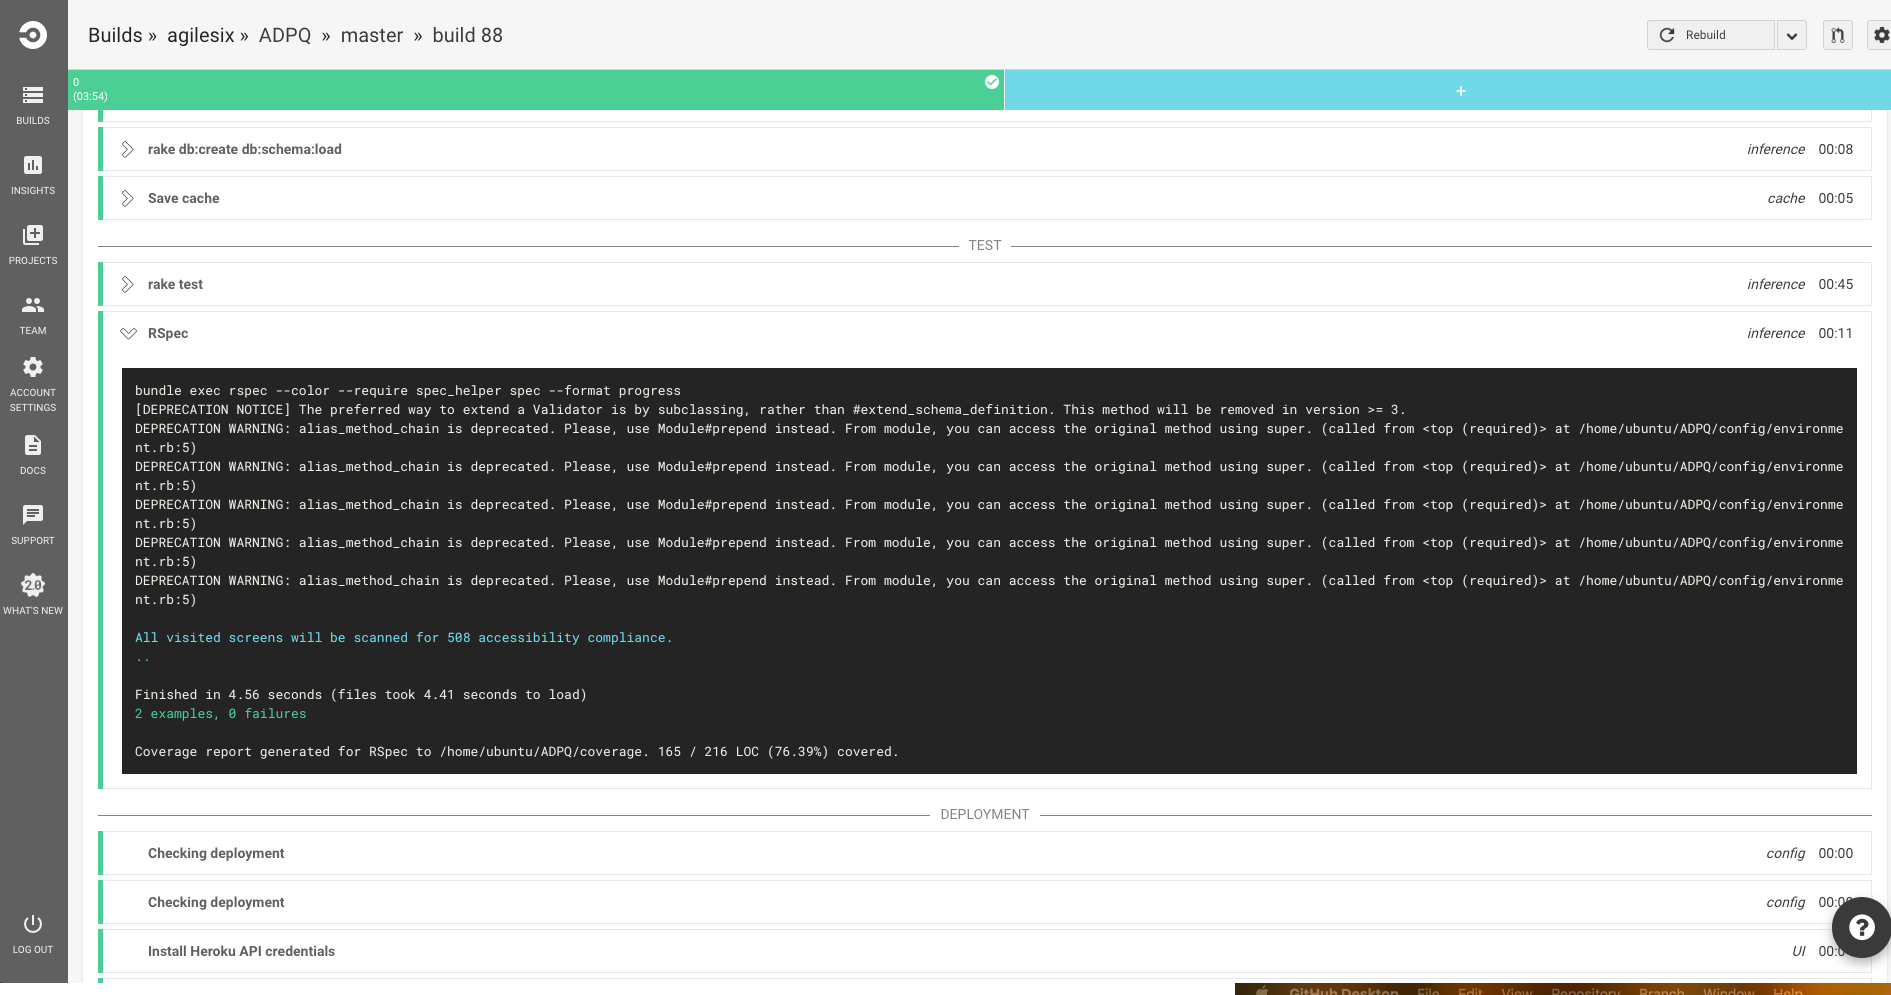 Builds » agilesix » ADPQ » master » build 88
Rebuild
0
(03:54)
+
BUILDS
INSIGHTS
PROJECTS
TEAM
ACCOUNT
SETTINGS
DOCS
SUPPORT
2.0
WHAT'S NEW
LOG OUT
rake db:create db:schema:load inference 00:08
Save cache cache 00:05
TEST
rake test inference 00:45
RSpec inference 00:11
bundle exec rspec --color --require spec_helper spec --format progress
[DEPRECATION NOTICE] The preferred way to extend a Validator is by subclassing, rather than #extend_schema_definition. This method will be removed in version >= 3.
DEPRECATION WARNING: alias_method_chain is deprecated. Please, use Module#prepend instead. From module, you can access the original method using super. (called from <top (required)> at /home/ubuntu/ADPQ/config/environme
nt.rb:5)
DEPRECATION WARNING: alias_method_chain is deprecated. Please, use Module#prepend instead. From module, you can access the original method using super. (called from <top (required)> at /home/ubuntu/ADPQ/config/environme
nt.rb:5)
DEPRECATION WARNING: alias_method_chain is deprecated. Please, use Module#prepend instead. From module, you can access the original method using super. (called from <top (required)> at /home/ubuntu/ADPQ/config/environme
nt.rb:5)
DEPRECATION WARNING: alias_method_chain is deprecated. Please, use Module#prepend instead. From module, you can access the original method using super. (called from <top (required)> at /home/ubuntu/ADPQ/config/environme
nt.rb:5)
DEPRECATION WARNING: alias_method_chain is deprecated. Please, use Module#prepend instead. From module, you can access the original method using super. (called from <top (required)> at /home/ubuntu/ADPQ/config/environme
nt.rb:5)
All visited screens will be scanned for 508 accessibility compliance.
..
Finished in 4.56 seconds (files took 4.41 seconds to load)
2 examples, 0 failures
Coverage report generated for RSpec to /home/ubuntu/ADPQ/coverage. 165 / 216 LOC (76.39%) covered.
DEPLOYMENT
Checking deployment config 00:00
Checking deployment config
Install Heroku API credentials UI
?
GitHub Desktop File Edit View Repository Branch Window Help